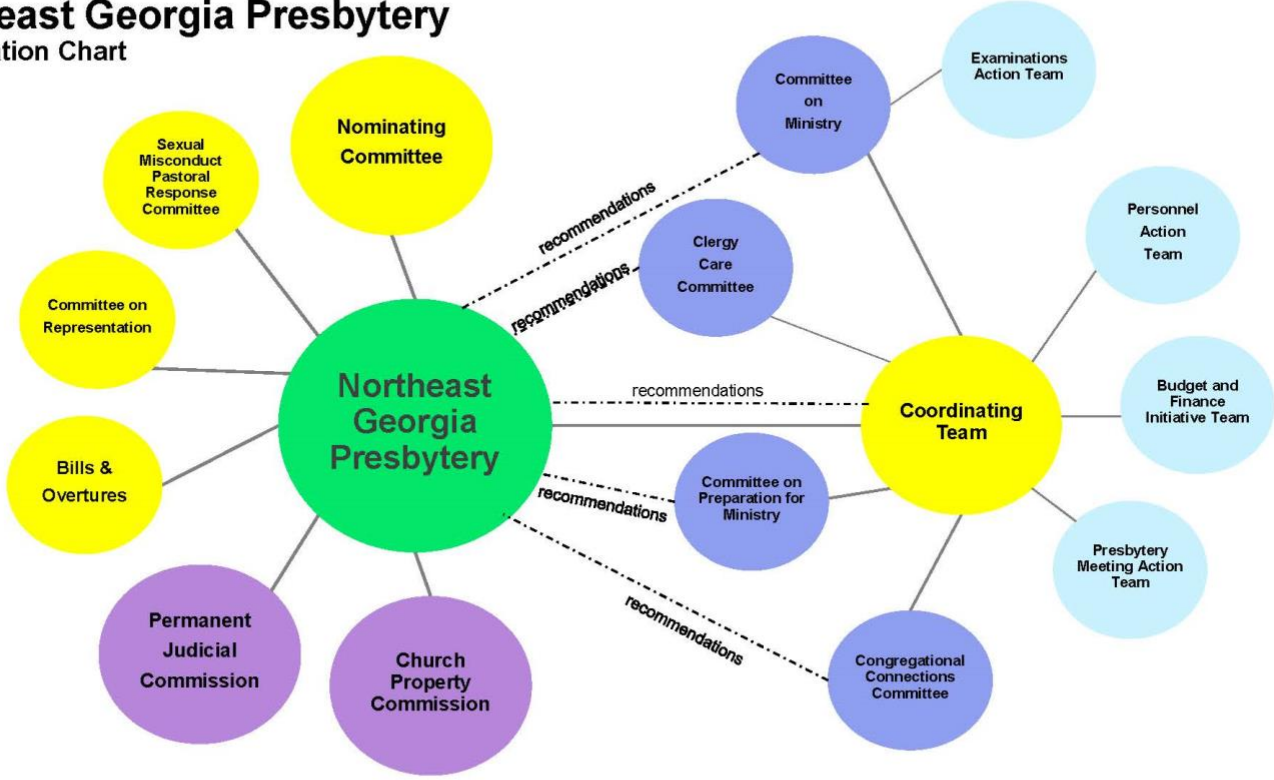 east Georgia Presbytery
ation Chart
Nominating
Committee
Sexual
Misconduct
Pastoral
Response
Committee
Committee on
Representation
Bills &
Overtures
Permanent
Judicial
Commission
Church
Property
Commission
Northeast
Georgia
Presbytery
recommendations
recommendations
recommendations
recommendations
recommendations
Committee
on
Ministry
Clergy
Care
Committee
Committee on
Preparation for
Ministry
Congregational
Connections
Committee
Coordinating
Team
Examinations
Action Team
Personnel
Action
Team
Budget and
Finance
Initiative Team
Presbytery
Meeting Action
Team